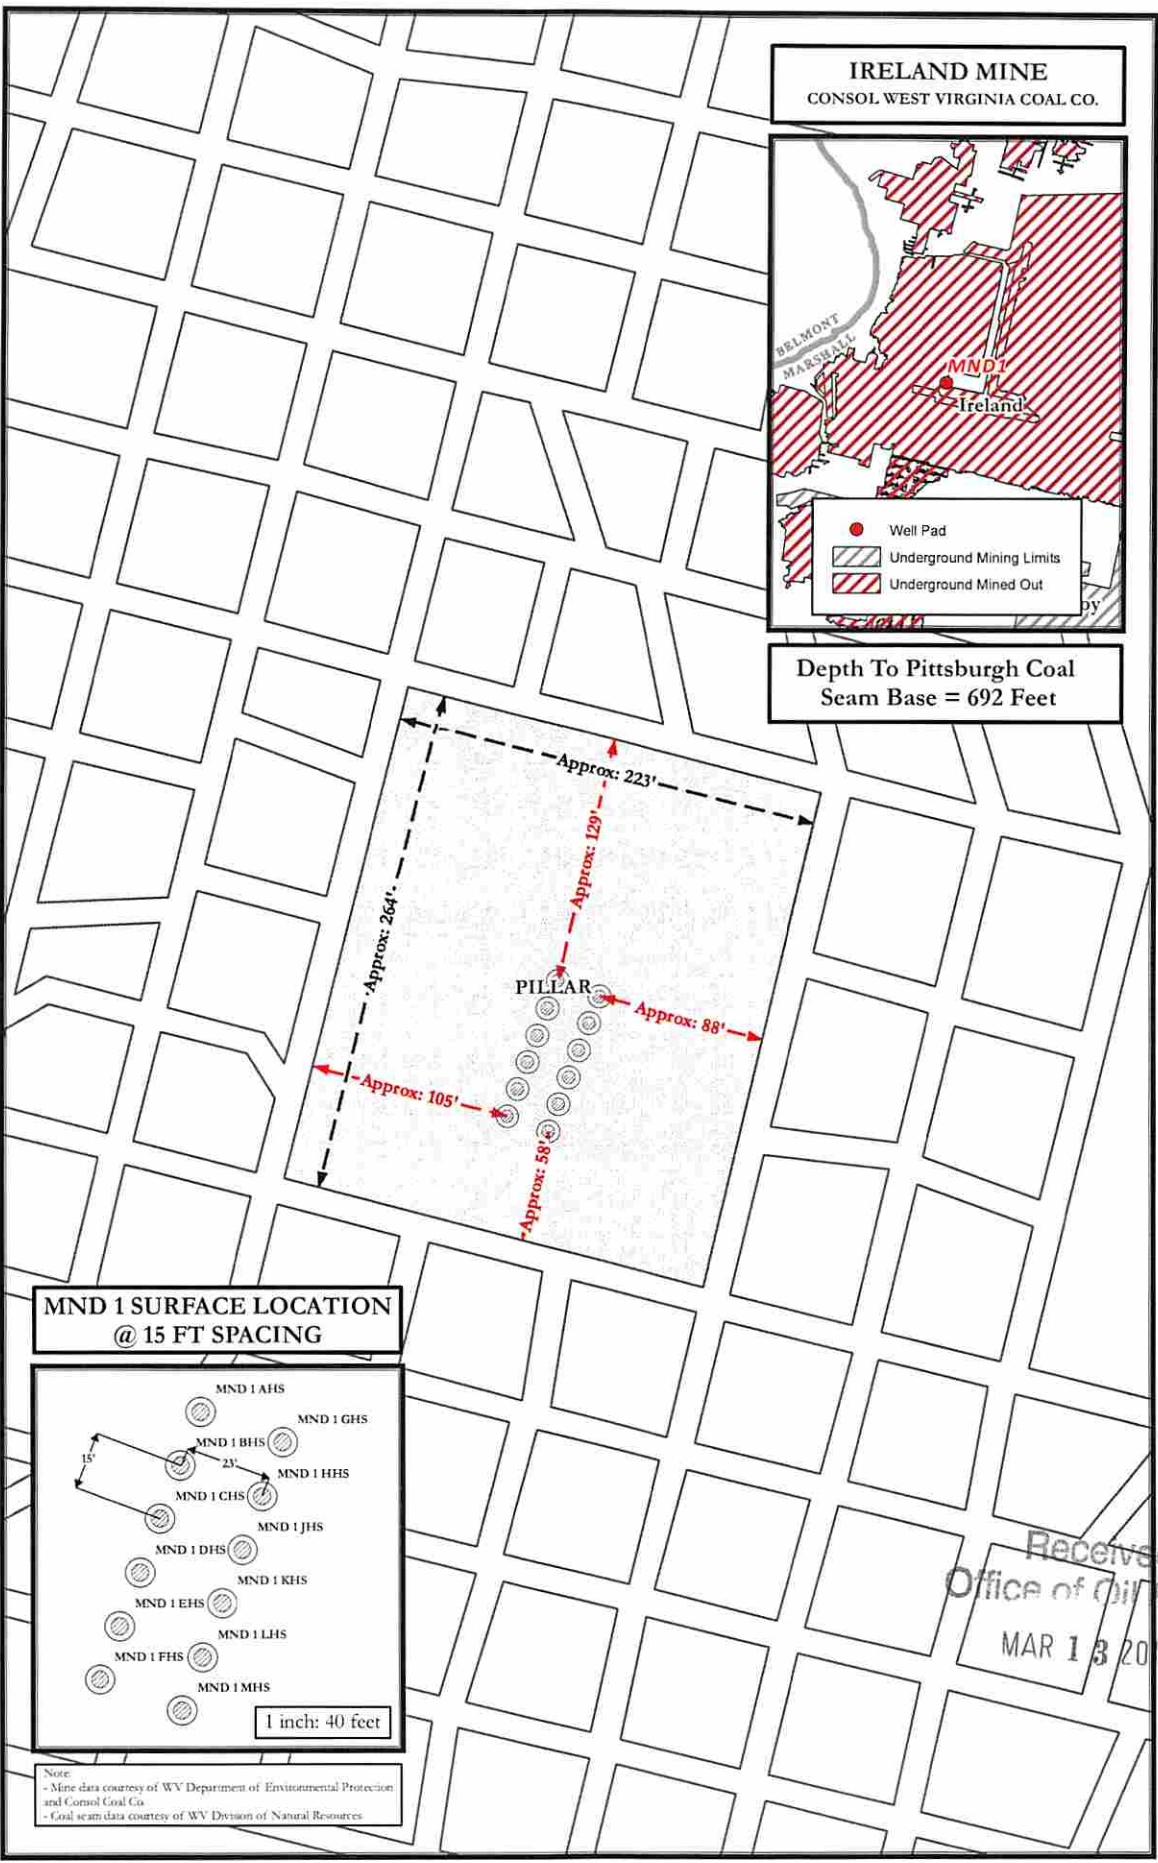 IRELAND MINE
CONSOL WEST VIRGINIA COAL CO.
BELMONT
MARSHALL
MND1
Ireland
Well Pad
Underground Mining Limits
Underground Mined Out
Depth To Pittsburgh Coal
Seam Base = 692 Feet
Approx: 223'
Approx: 129'
Approx: 264'
PILLAR
Approx: 88'
Approx: 105'
Approx: 58'
MND 1 SURFACE LOCATION
@ 15 FT SPACING
MND 1 AHS
MND 1 GHS
MND 1 BHS
15'
23'
MND 1 HHS
MND 1 CHS
MND 1 JHS
MND 1 DHS
MND 1 KHS
MND 1 EHS
MND 1 LHS
MND 1 FHS
MND 1 MHS
1 inch: 40 feet
Note:
- Mine data courtesy of WV Department of Environmental Protection
and Consol Coal Co.
- Coal seam data courtesy of WV Division of Natural Resources
Receive
Office of Oil
MAR 13 20